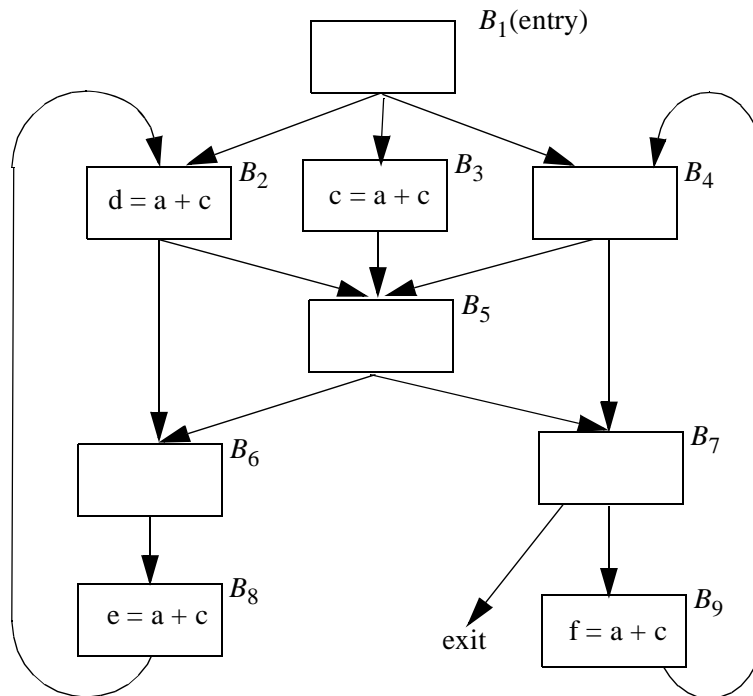 B1(entry)
B2
B3
B4
d = a + c
c = a + c
B5
B6
B7
B8
B9
e = a + c
f = a + c
exit